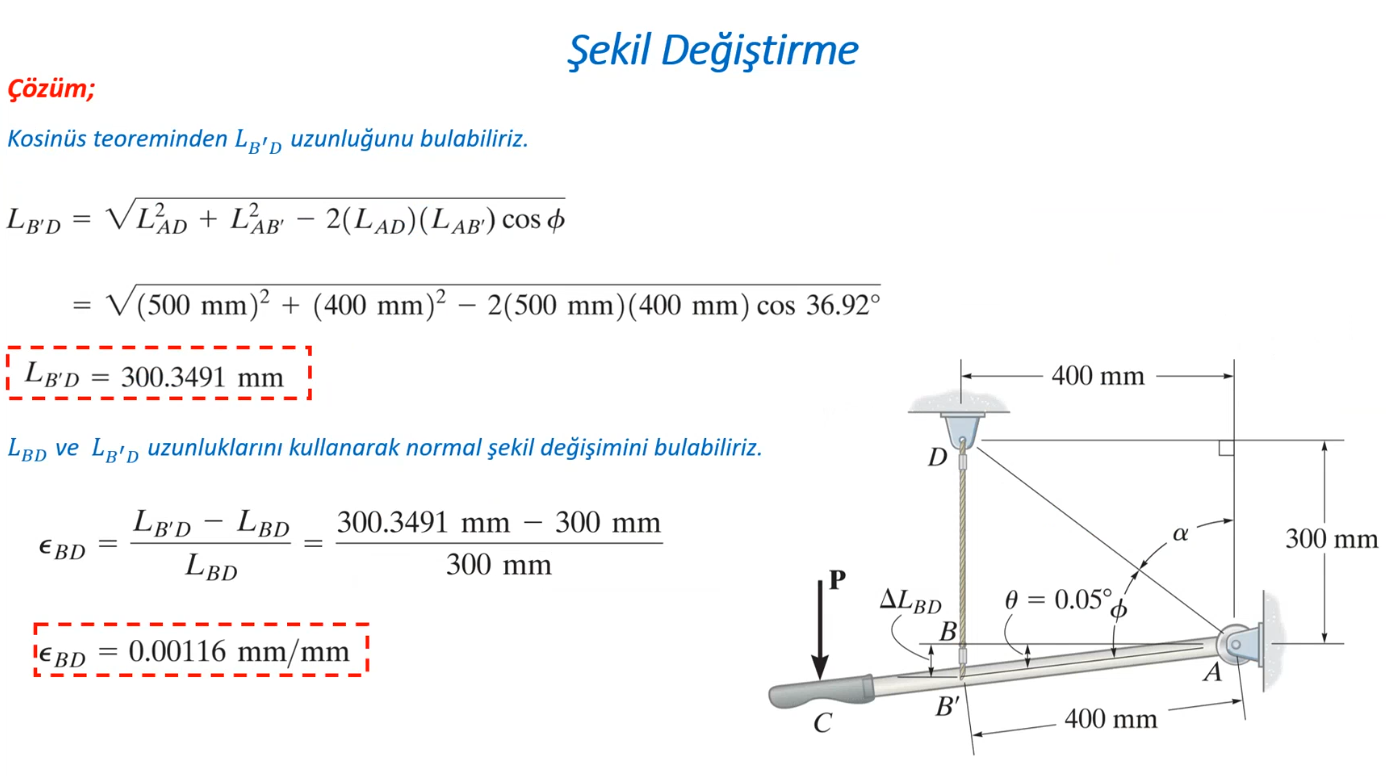 Şekil Değiştirme
Çözüm;
Kosinüs teoreminden L_{B′D} uzunluğunu bulabiliriz.
L_{B′D} = √(L²_{AD} + L²_{AB′} − 2(L_{AD})(L_{AB′}) cos ϕ)
= √((500 mm)² + (400 mm)² − 2(500 mm)(400 mm) cos 36.92°)
L_{B′D} = 300.3491 mm
L_{BD} ve L_{B′D} uzunluklarını kullanarak normal şekil değişimini bulabiliriz.
ϵ_{BD} = (L_{B′D} − L_{BD}) / L_{BD} = (300.3491 mm − 300 mm) / 300 mm
ϵ_{BD} = 0.00116 mm/mm
400 mm
D
α
300 mm
P
ΔL_{BD}
θ = 0.05°
ϕ
B
A
B′
C
400 mm